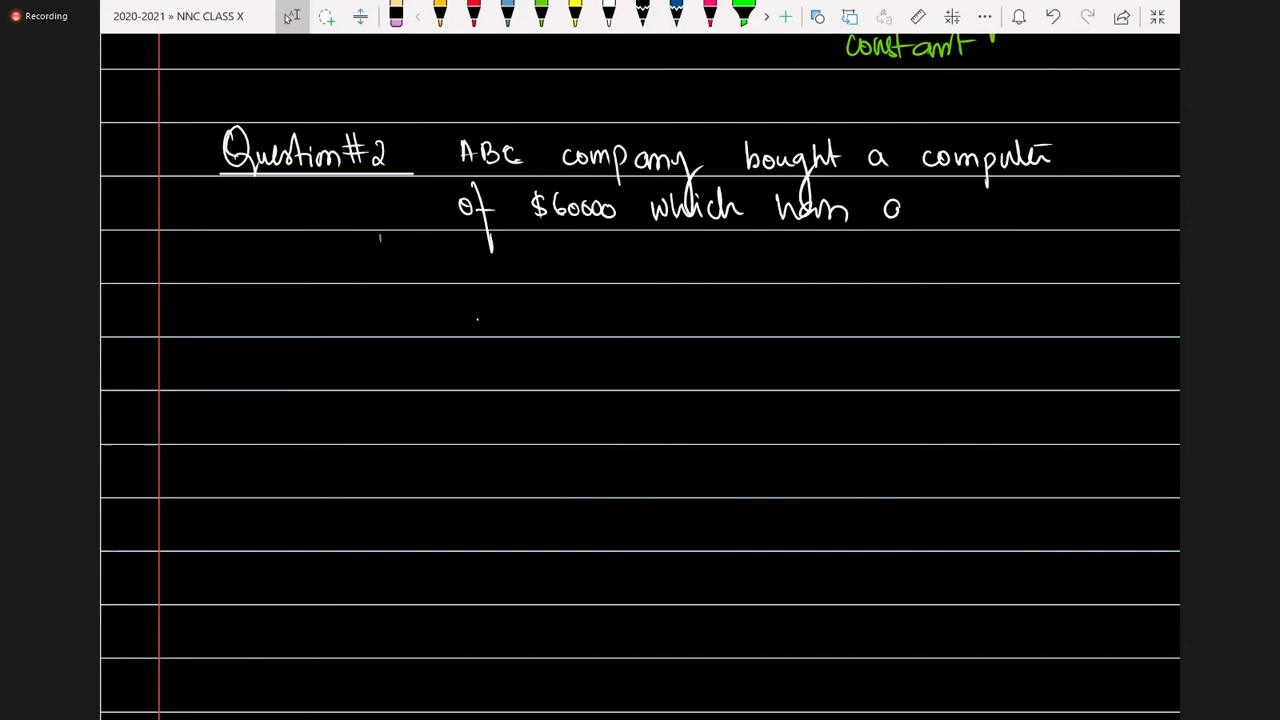 Recording
2020-2021 » NNC CLASS X
constant
Question#2 ABC company bought a computer
of $60000 which has a